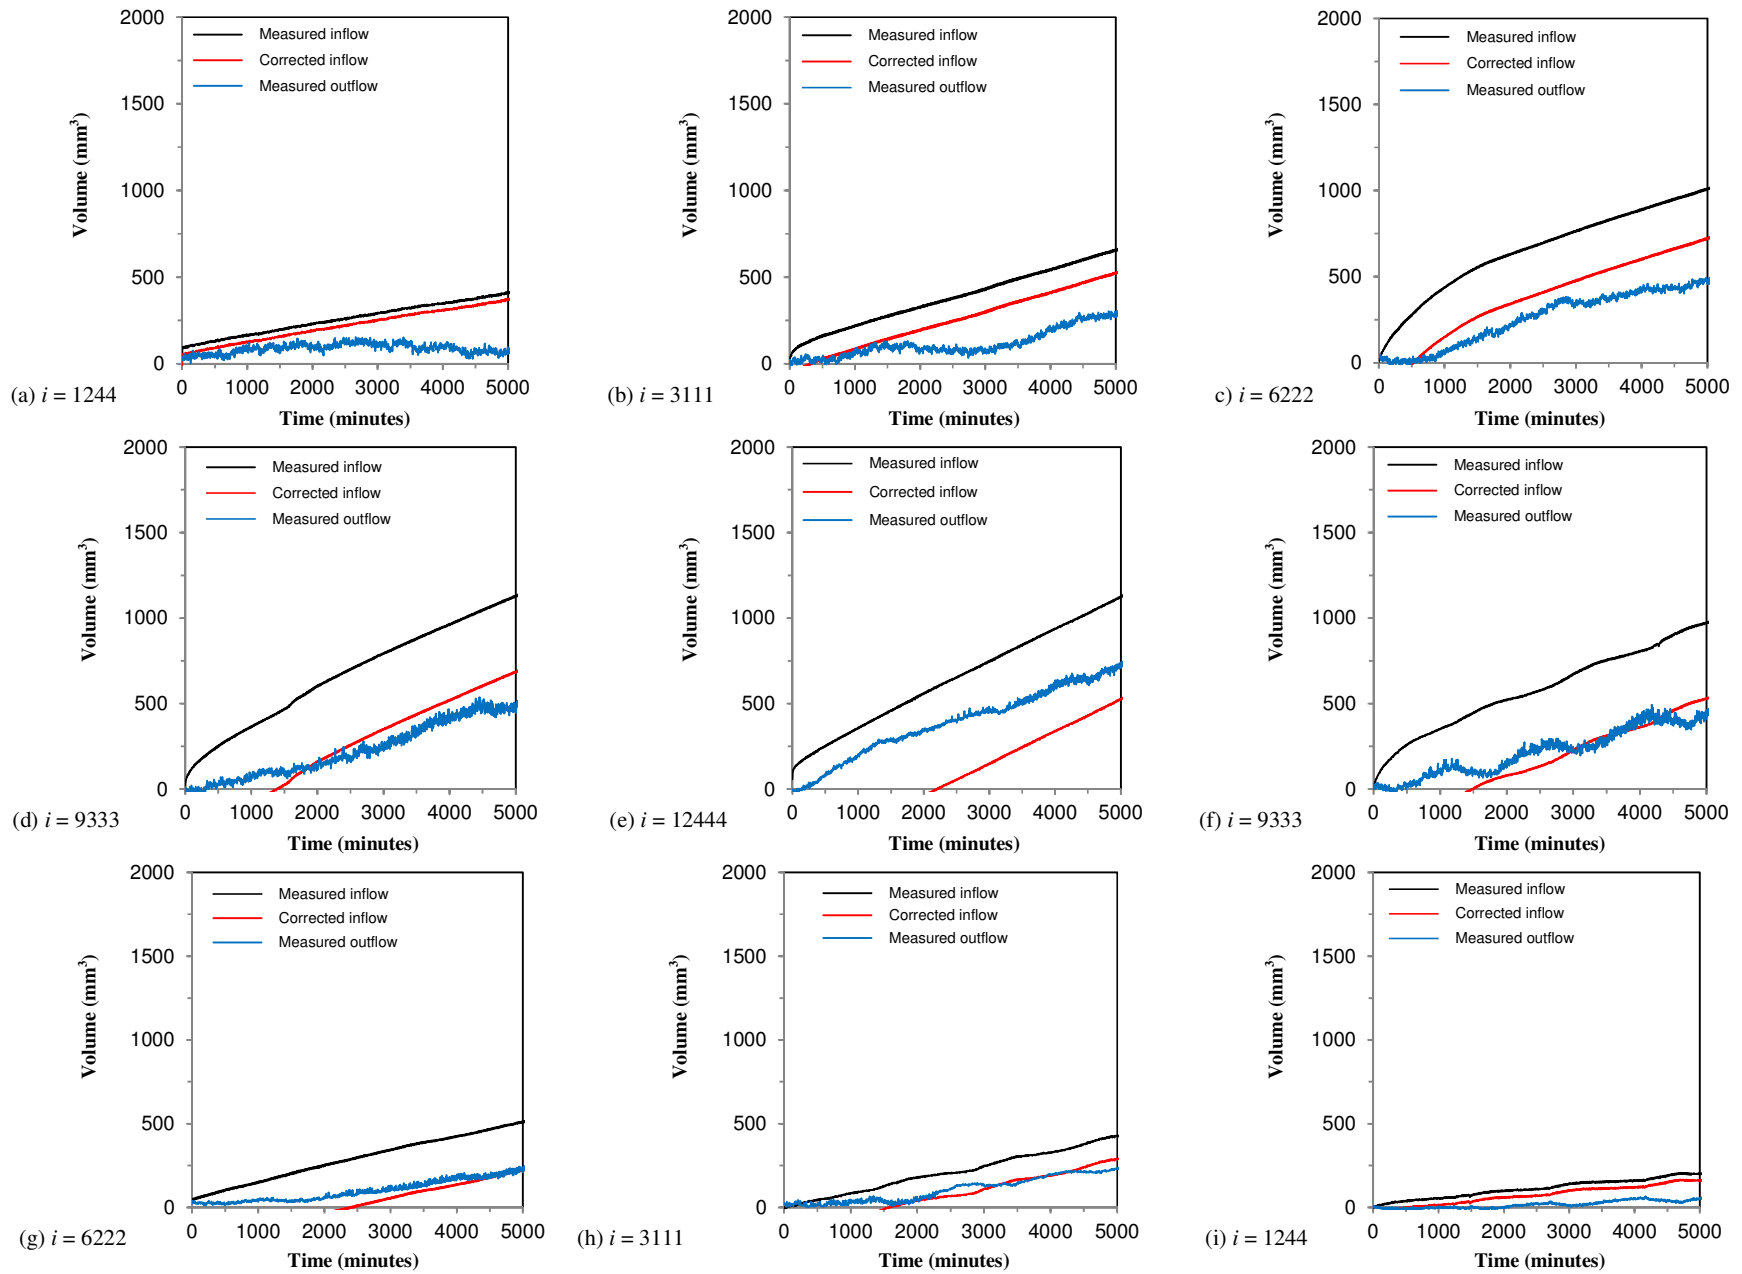 2000
1500
1000
500
0
Volume (mm³)
Measured inflow
Corrected inflow
Measured outflow
0 1000 2000 3000 4000 5000
Time (minutes)
(a) i = 1244
2000
1500
1000
500
0
Volume (mm³)
Measured inflow
Corrected inflow
Measured outflow
0 1000 2000 3000 4000 5000
Time (minutes)
(b) i = 3111
2000
1500
1000
500
0
Volume (mm³)
Measured inflow
Corrected inflow
Measured outflow
0 1000 2000 3000 4000 5000
Time (minutes)
c) i = 6222
2000
1500
1000
500
0
Volume (mm³)
Measured inflow
Corrected inflow
Measured outflow
0 1000 2000 3000 4000 5000
Time (minutes)
(d) i = 9333
2000
1500
1000
500
0
Volume (mm³)
Measured inflow
Corrected inflow
Measured outflow
0 1000 2000 3000 4000 5000
Time (minutes)
(e) i = 12444
2000
1500
1000
500
0
Volume (mm³)
Measured inflow
Corrected inflow
Measured outflow
0 1000 2000 3000 4000 5000
Time (minutes)
(f) i = 9333
2000
1500
1000
500
0
Volume (mm³)
Measured inflow
Corrected inflow
Measured outflow
0 1000 2000 3000 4000 5000
Time (minutes)
(g) i = 6222
2000
1500
1000
500
0
Volume (mm³)
Measured inflow
Corrected inflow
Measured outflow
0 1000 2000 3000 4000 5000
Time (minutes)
(h) i = 3111
2000
1500
1000
500
0
Volume (mm³)
Measured inflow
Corrected inflow
Measured outflow
0 1000 2000 3000 4000 5000
Time (minutes)
(i) i = 1244